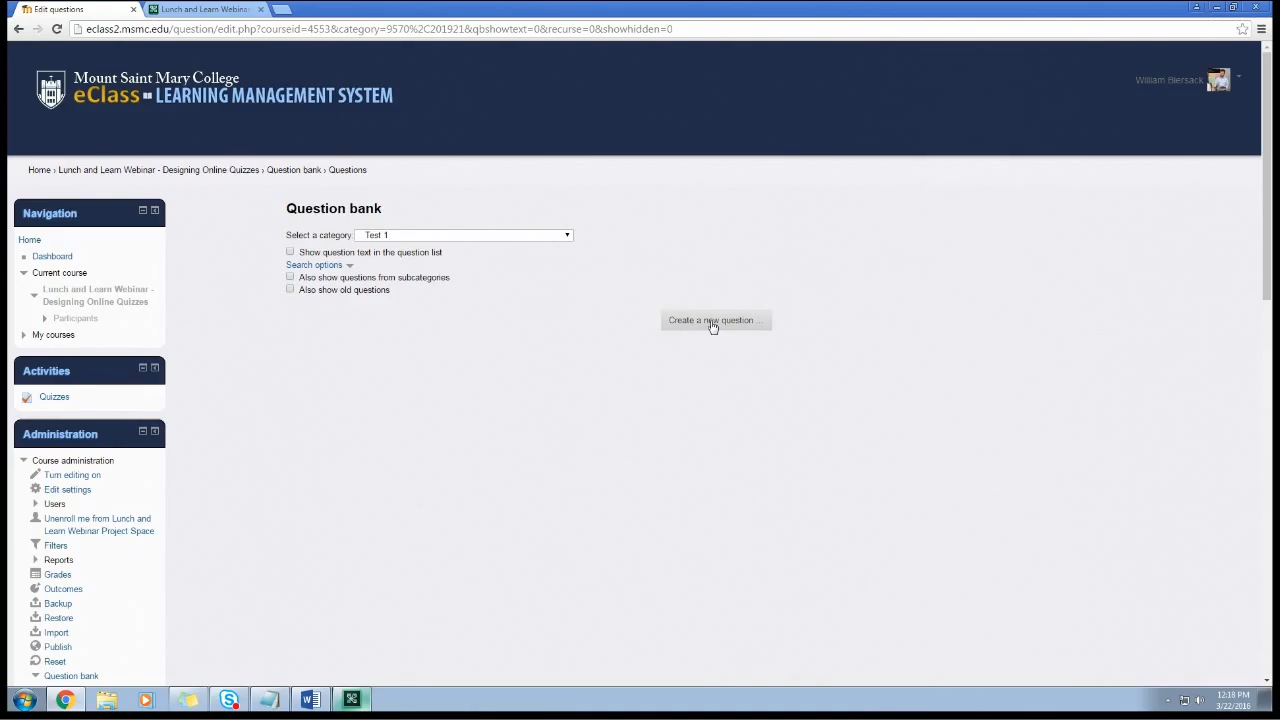 Edit questions
Lunch and Learn Webina
eclass2.msmc.edu/question/edit.php?courseid=4553&category=9570%2C201921&qbshowtext=0&recurse=0&showhidden=0
Mount Saint Mary College
eClass LEARNING MANAGEMENT SYSTEM
William Biersack
Home › Lunch and Learn Webinar - Designing Online Quizzes › Question bank › Questions
Navigation
Home
Dashboard
Current course
Lunch and Learn Webinar -
Designing Online Quizzes
Participants
My courses
Activities
Quizzes
Administration
Course administration
Turn editing on
Edit settings
Users
Unenroll me from Lunch and
Learn Webinar Project Space
Filters
Reports
Grades
Outcomes
Backup
Restore
Import
Publish
Reset
Question bank
Question bank
Select a category Test 1
Show question text in the question list
Search options
Also show questions from subcategories
Also show old questions
Create a new question ...
12:18 PM
3/22/2016